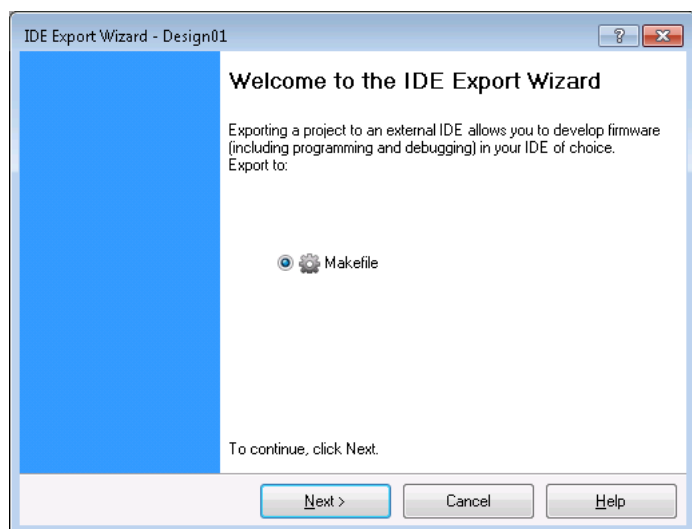 IDE Export Wizard - Design01
Welcome to the IDE Export Wizard
Exporting a project to an external IDE allows you to develop firmware
(including programming and debugging) in your IDE of choice.
Export to:
Makefile
To continue, click Next.
Next >
Cancel
Help